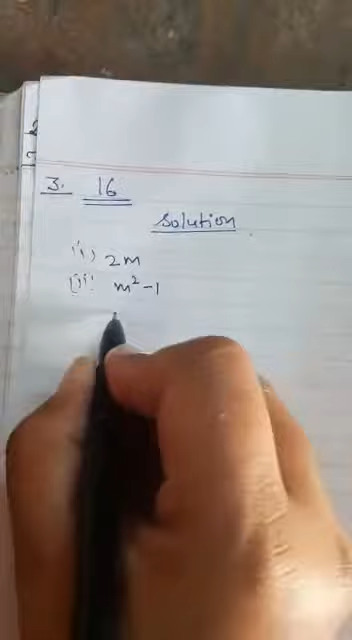 3. 16
Solution
(i) 2m
(ii) m²-1